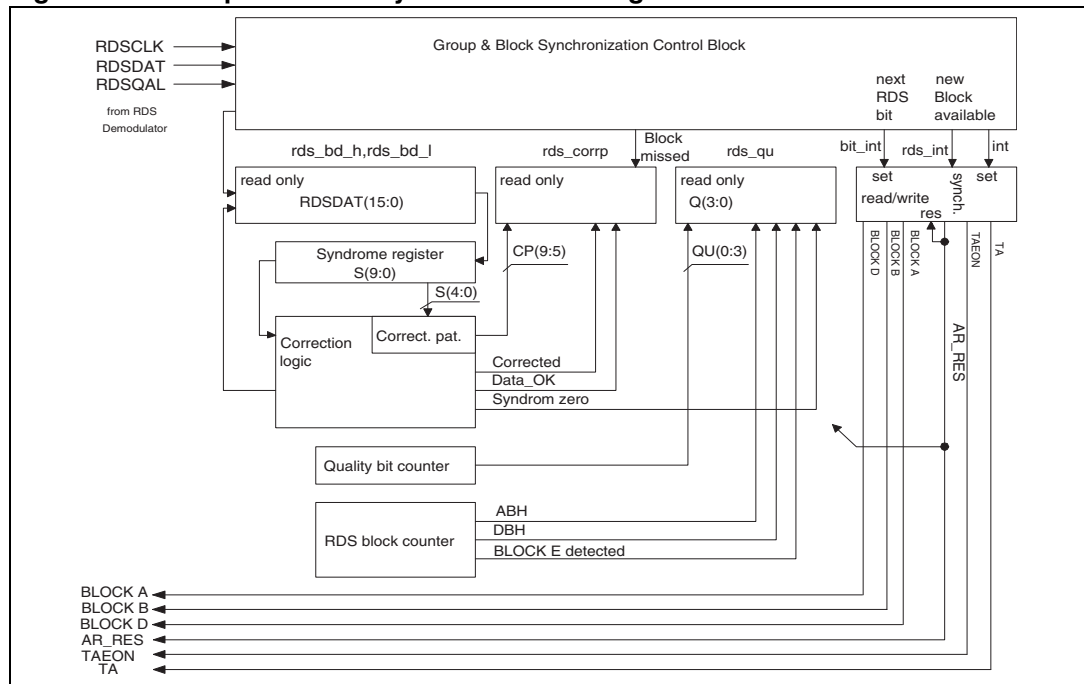 RDSCLK
RDSDAT
RDSQAL
from RDS
Demodulator
Group & Block Synchronization Control Block
next
RDS
bit
new
Block
available
rds_bd_h,rds_bd_l
rds_corrp
Block
missed
rds_qu
bit_int
rds_int
int
read only
RDSDAT(15:0)
read only
read only
Q(3:0)
set
synch.
set
read/write
res
Syndrome register
S(9:0)
CP(9:5)
QU(0:3)
BLOCK D
BLOCK B
BLOCK A
TAEON
TA
S(4:0)
Correction
logic
Correct. pat.
AR_RES
Corrected
Data_OK
Syndrom zero
Quality bit counter
RDS block counter
ABH
DBH
BLOCK E detected
BLOCK A
BLOCK B
BLOCK D
AR_RES
TAEON
TA